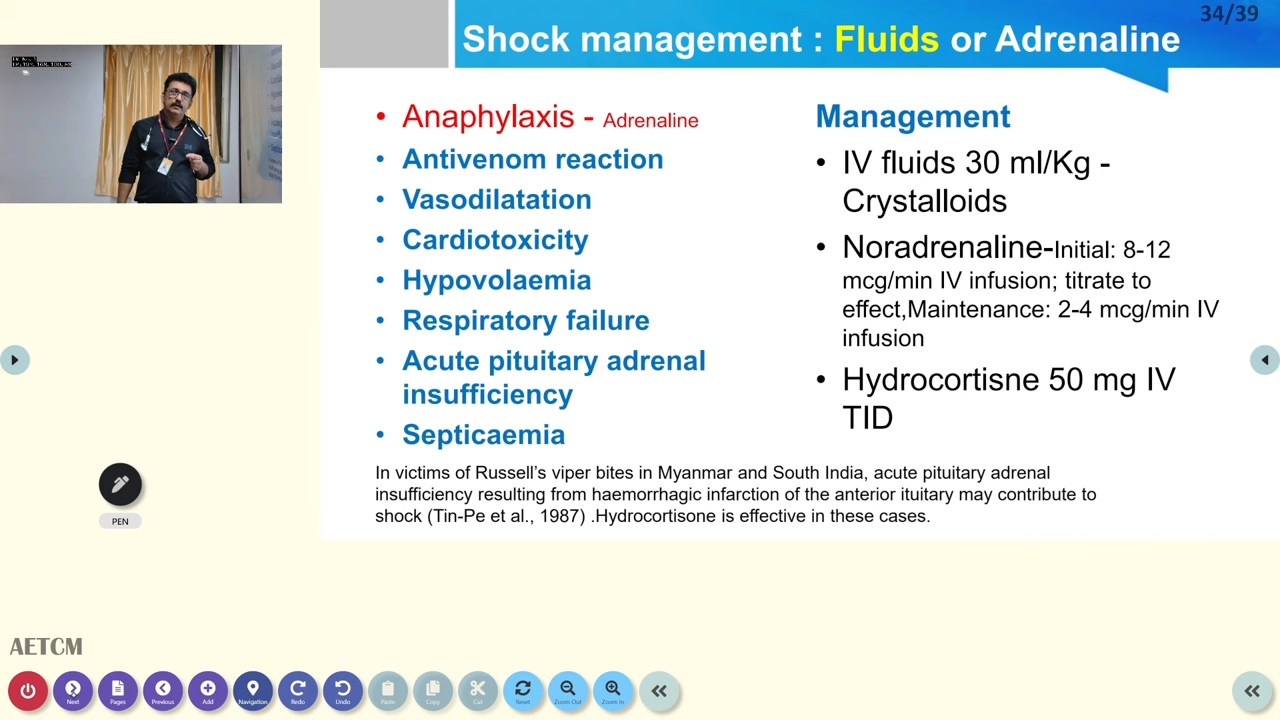 34/39
Shock management : Fluids or Adrenaline
• Anaphylaxis - Adrenaline
• Antivenom reaction
• Vasodilatation
• Cardiotoxicity
• Hypovolaemia
• Respiratory failure
• Acute pituitary adrenal
insufficiency
• Septicaemia
Management
• IV fluids 30 ml/Kg -
Crystalloids
• Noradrenaline-Initial: 8-12
mcg/min IV infusion; titrate to
effect,Maintenance: 2-4 mcg/min IV
infusion
• Hydrocortisne 50 mg IV
TID
In victims of Russell’s viper bites in Myanmar and South India, acute pituitary adrenal
insufficiency resulting from haemorrhagic infarction of the anterior ituitary may contribute to
shock (Tin-Pe et al., 1987) .Hydrocortisone is effective in these cases.
PEN
AETCM
Next
Pages
Previous
Add
Navigation
Redo
Undo
Paste
Copy
Cut
Reset
Zoom Out
Zoom In